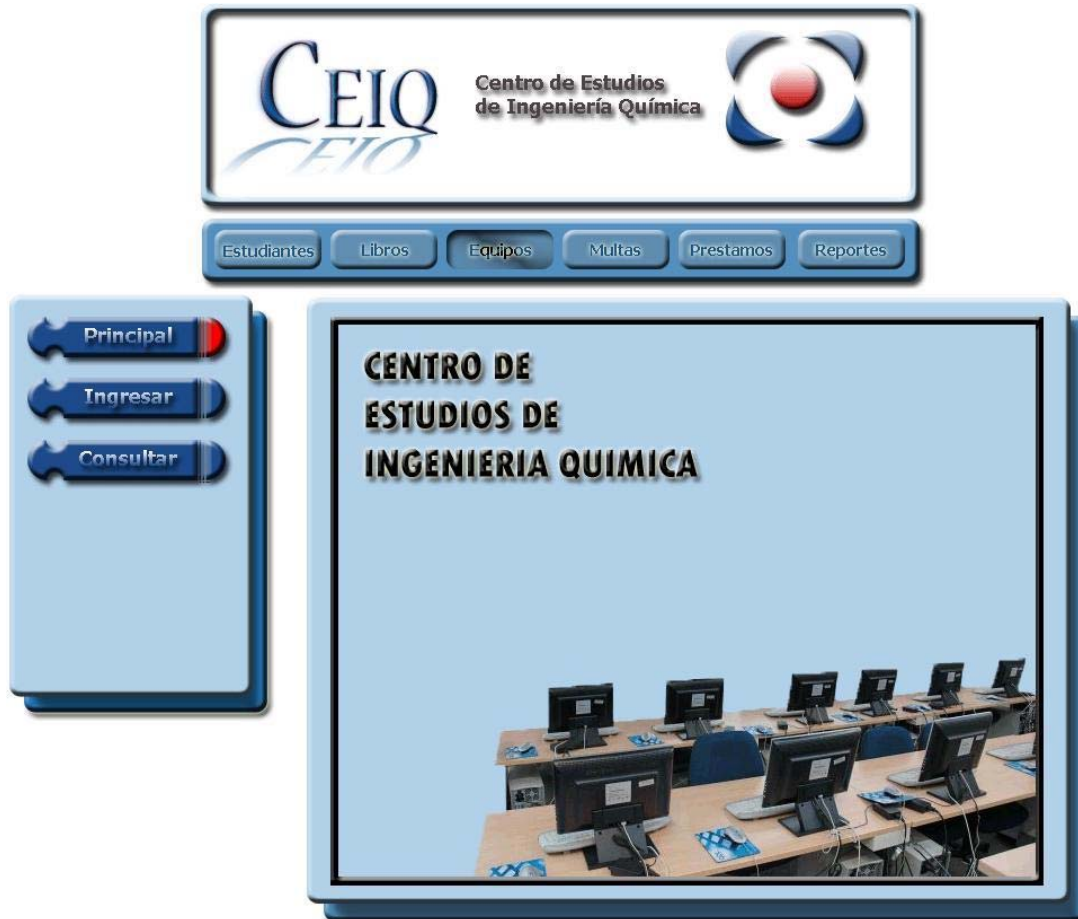 CEIQ
Centro de Estudios
de Ingeniería Química
Estudiantes Libros Equipos Multas Prestamos Reportes
Principal
Ingresar
Consultar
CENTRO DE
ESTUDIOS DE
INGENIERIA QUIMICA